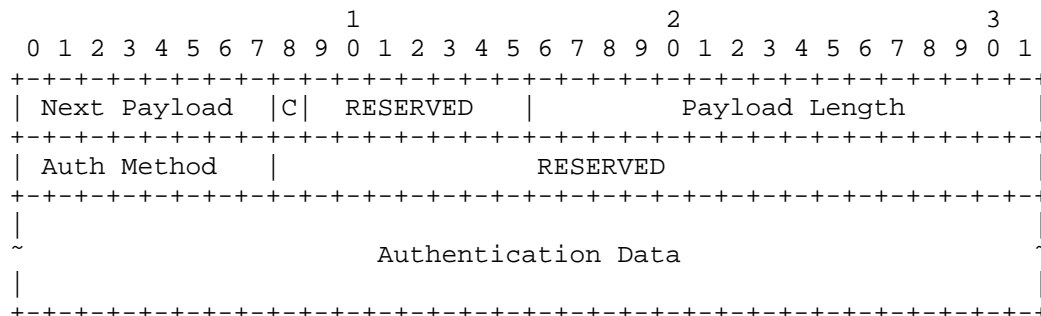 1                   2                   3
 0 1 2 3 4 5 6 7 8 9 0 1 2 3 4 5 6 7 8 9 0 1 2 3 4 5 6 7 8 9 0 1
+-+-+-+-+-+-+-+-+-+-+-+-+-+-+-+-+-+-+-+-+-+-+-+-+-+-+-+-+-+-+-+-+
| Next Payload  |C|  RESERVED   |         Payload Length        |
+-+-+-+-+-+-+-+-+-+-+-+-+-+-+-+-+-+-+-+-+-+-+-+-+-+-+-+-+-+-+-+-+
| Auth Method   |                RESERVED                       |
+-+-+-+-+-+-+-+-+-+-+-+-+-+-+-+-+-+-+-+-+-+-+-+-+-+-+-+-+-+-+-+-+
|                                                               |
~                      Authentication Data                      ~
|                                                               |
+-+-+-+-+-+-+-+-+-+-+-+-+-+-+-+-+-+-+-+-+-+-+-+-+-+-+-+-+-+-+-+-+